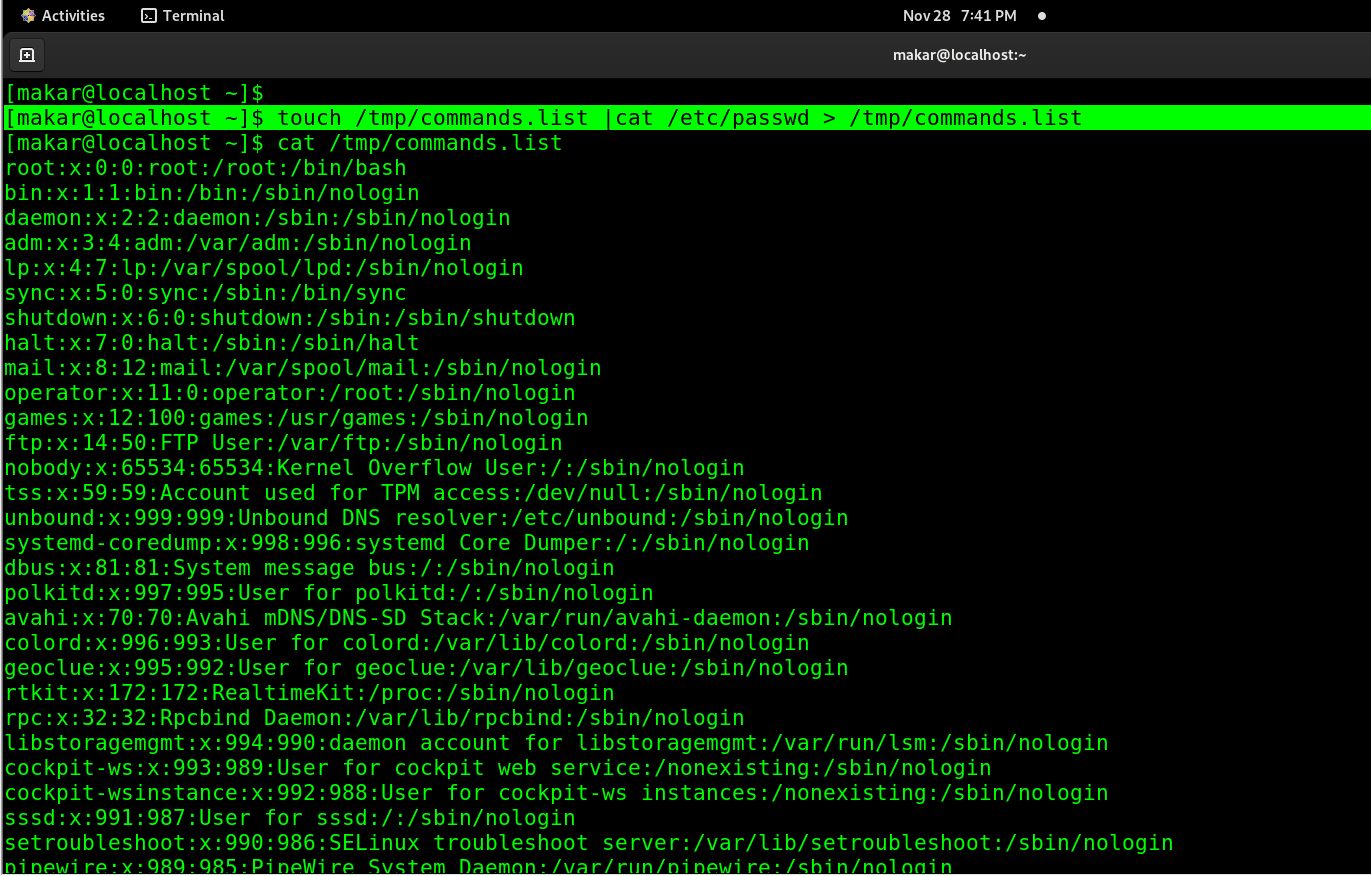 Activities Terminal Nov 28 7:41 PM
makar@localhost:~
[makar@localhost ~]$
[makar@localhost ~]$ touch /tmp/commands.list |cat /etc/passwd > /tmp/commands.list
[makar@localhost ~]$ cat /tmp/commands.list
root:x:0:0:root:/root:/bin/bash
bin:x:1:1:bin:/bin:/sbin/nologin
daemon:x:2:2:daemon:/sbin:/sbin/nologin
adm:x:3:4:adm:/var/adm:/sbin/nologin
lp:x:4:7:lp:/var/spool/lpd:/sbin/nologin
sync:x:5:0:sync:/sbin:/bin/sync
shutdown:x:6:0:shutdown:/sbin:/sbin/shutdown
halt:x:7:0:halt:/sbin:/sbin/halt
mail:x:8:12:mail:/var/spool/mail:/sbin/nologin
operator:x:11:0:operator:/root:/sbin/nologin
games:x:12:100:games:/usr/games:/sbin/nologin
ftp:x:14:50:FTP User:/var/ftp:/sbin/nologin
nobody:x:65534:65534:Kernel Overflow User:/:/sbin/nologin
tss:x:59:59:Account used for TPM access:/dev/null:/sbin/nologin
unbound:x:999:999:Unbound DNS resolver:/etc/unbound:/sbin/nologin
systemd-coredump:x:998:996:systemd Core Dumper:/:/sbin/nologin
dbus:x:81:81:System message bus:/:/sbin/nologin
polkitd:x:997:995:User for polkitd:/:/sbin/nologin
avahi:x:70:70:Avahi mDNS/DNS-SD Stack:/var/run/avahi-daemon:/sbin/nologin
colord:x:996:993:User for colord:/var/lib/colord:/sbin/nologin
geoclue:x:995:992:User for geoclue:/var/lib/geoclue:/sbin/nologin
rtkit:x:172:172:RealtimeKit:/proc:/sbin/nologin
rpc:x:32:32:Rpcbind Daemon:/var/lib/rpcbind:/sbin/nologin
libstoragemgmt:x:994:990:daemon account for libstoragemgmt:/var/run/lsm:/sbin/nologin
cockpit-ws:x:993:989:User for cockpit web service:/nonexisting:/sbin/nologin
cockpit-wsinstance:x:992:988:User for cockpit-ws instances:/nonexisting:/sbin/nologin
sssd:x:991:987:User for sssd:/:/sbin/nologin
setroubleshoot:x:990:986:SELinux troubleshoot server:/var/lib/setroubleshoot:/sbin/nologin
pipewire:x:989:985:PipeWire System Daemon:/var/run/pipewire:/sbin/nologin